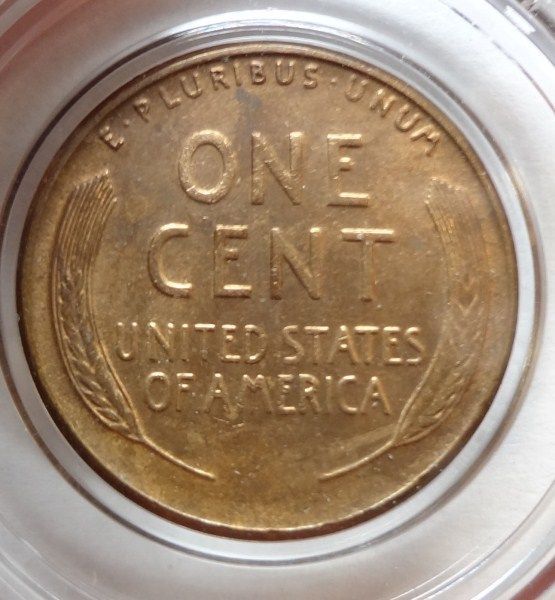 E·PLURIBUS·UNUM
ONE
CENT
UNITED STATES
OF AMERICA